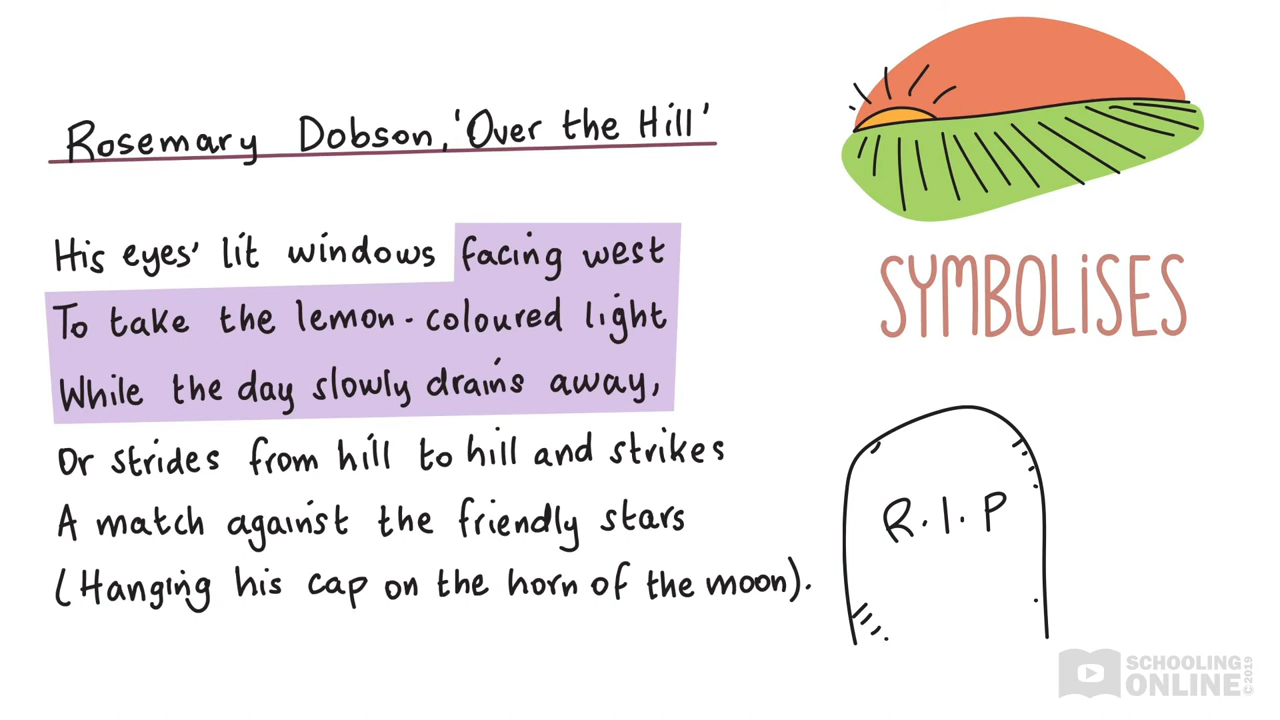 Rosemary Dobson, 'Over the Hill'
His eyes' lit windows facing west
To take the lemon-coloured light
While the day slowly drains away,
Or strides from hill to hill and strikes
A match against the friendly stars
(Hanging his cap on the horn of the moon).
SYMBOLiSES
R.I.P
SCHOOLING
ONLINE ©2019